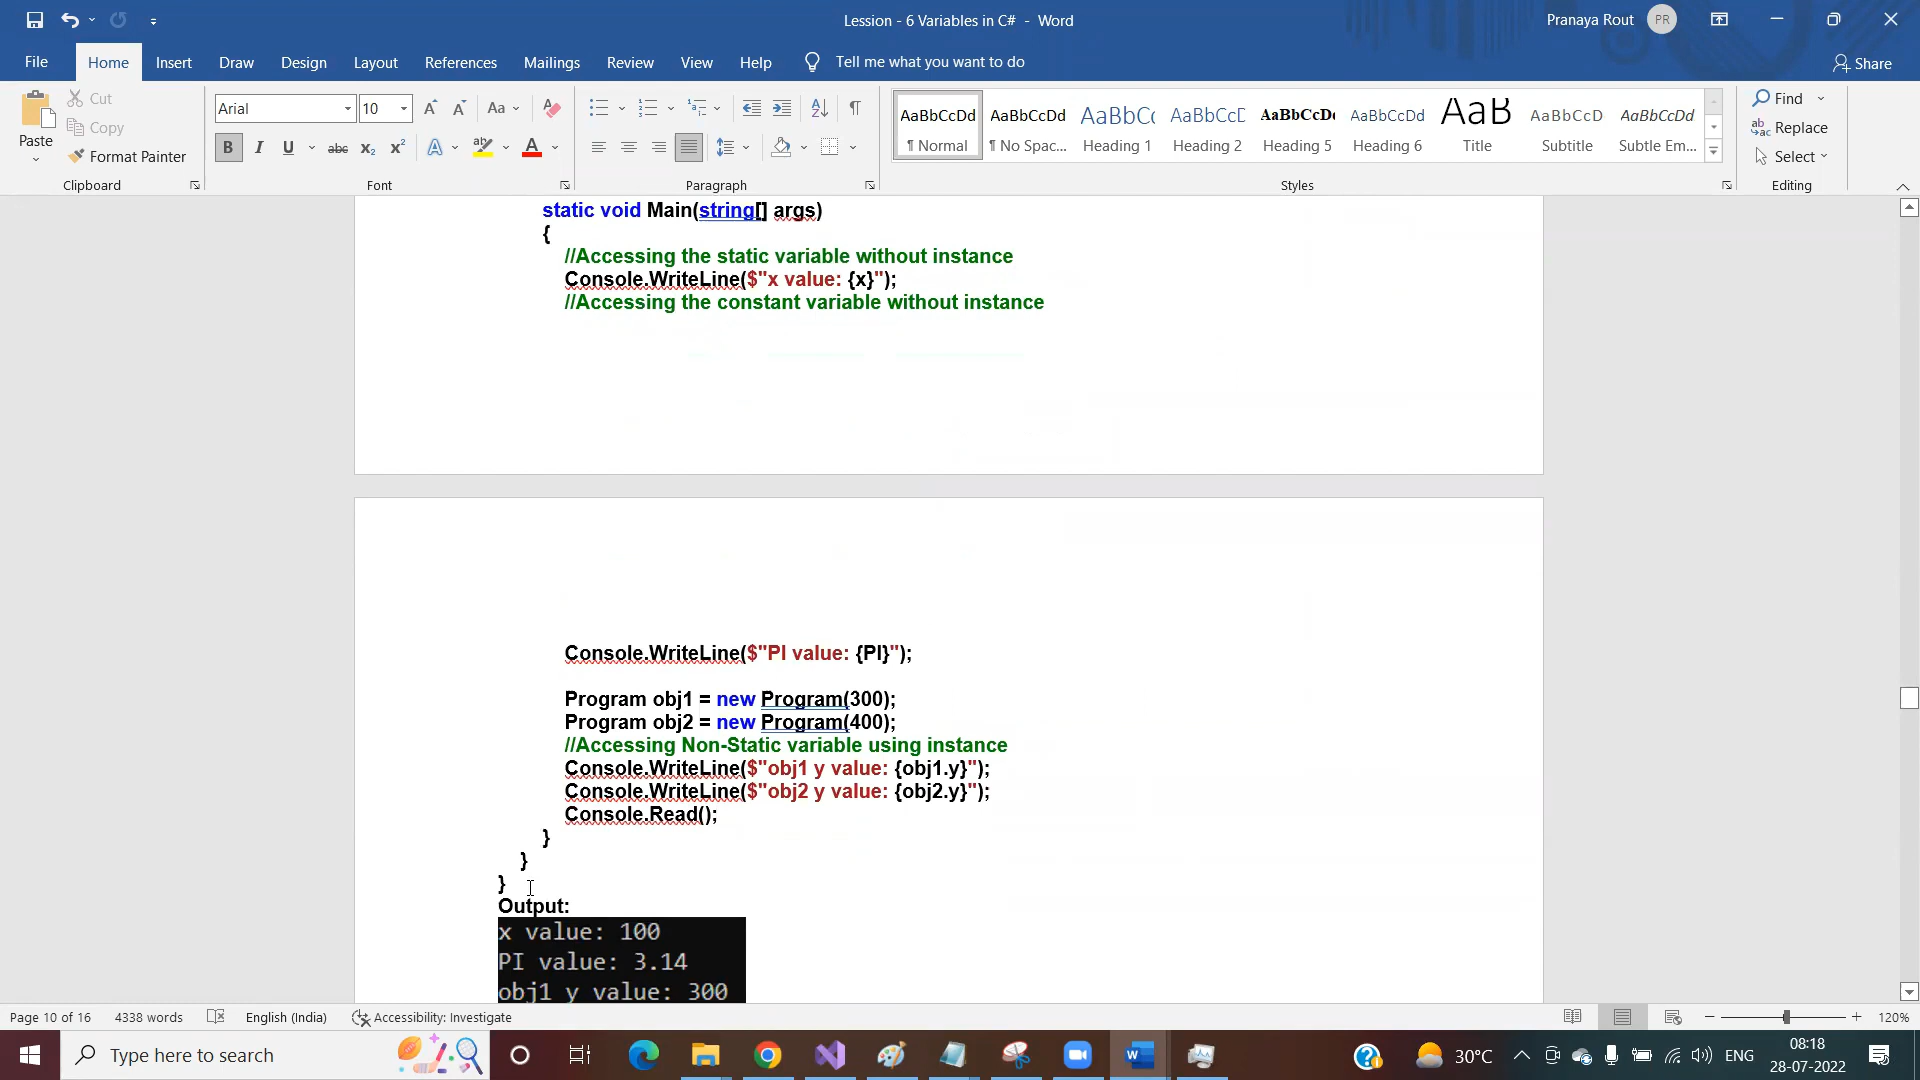 Lession - 6 Variables in C# - Word
Pranaya Rout
PR
File
Home
Insert
Draw
Design
Layout
References
Mailings
Review
View
Help
Tell me what you want to do
Share
Paste
Cut
Copy
Format Painter
Clipboard
Arial
10
Font
Paragraph
AaBbCcDd
¶ Normal
AaBbCcDd
¶ No Spac...
AaBbCc
Heading 1
AaBbCcD
Heading 2
AaBbCcDd
Heading 5
AaBbCcDd
Heading 6
AaB
Title
AaBbCcD
Subtitle
AaBbCcDd
Subtle Em...
Styles
Find
Replace
Select
Editing
static void Main(string[] args)
{
//Accessing the static variable without instance
Console.WriteLine($"x value: {x}");
//Accessing the constant variable without instance
Console.WriteLine($"PI value: {PI}");
Program obj1 = new Program(300);
Program obj2 = new Program(400);
//Accessing Non-Static variable using instance
Console.WriteLine($"obj1 y value: {obj1.y}");
Console.WriteLine($"obj2 y value: {obj2.y}");
Console.Read();
}
}
}
Output:
x value: 100
PI value: 3.14
obj1 y value: 300
Page 10 of 16
4338 words
English (India)
Accessibility: Investigate
120%
Type here to search
30°C
ENG
08:18
28-07-2022